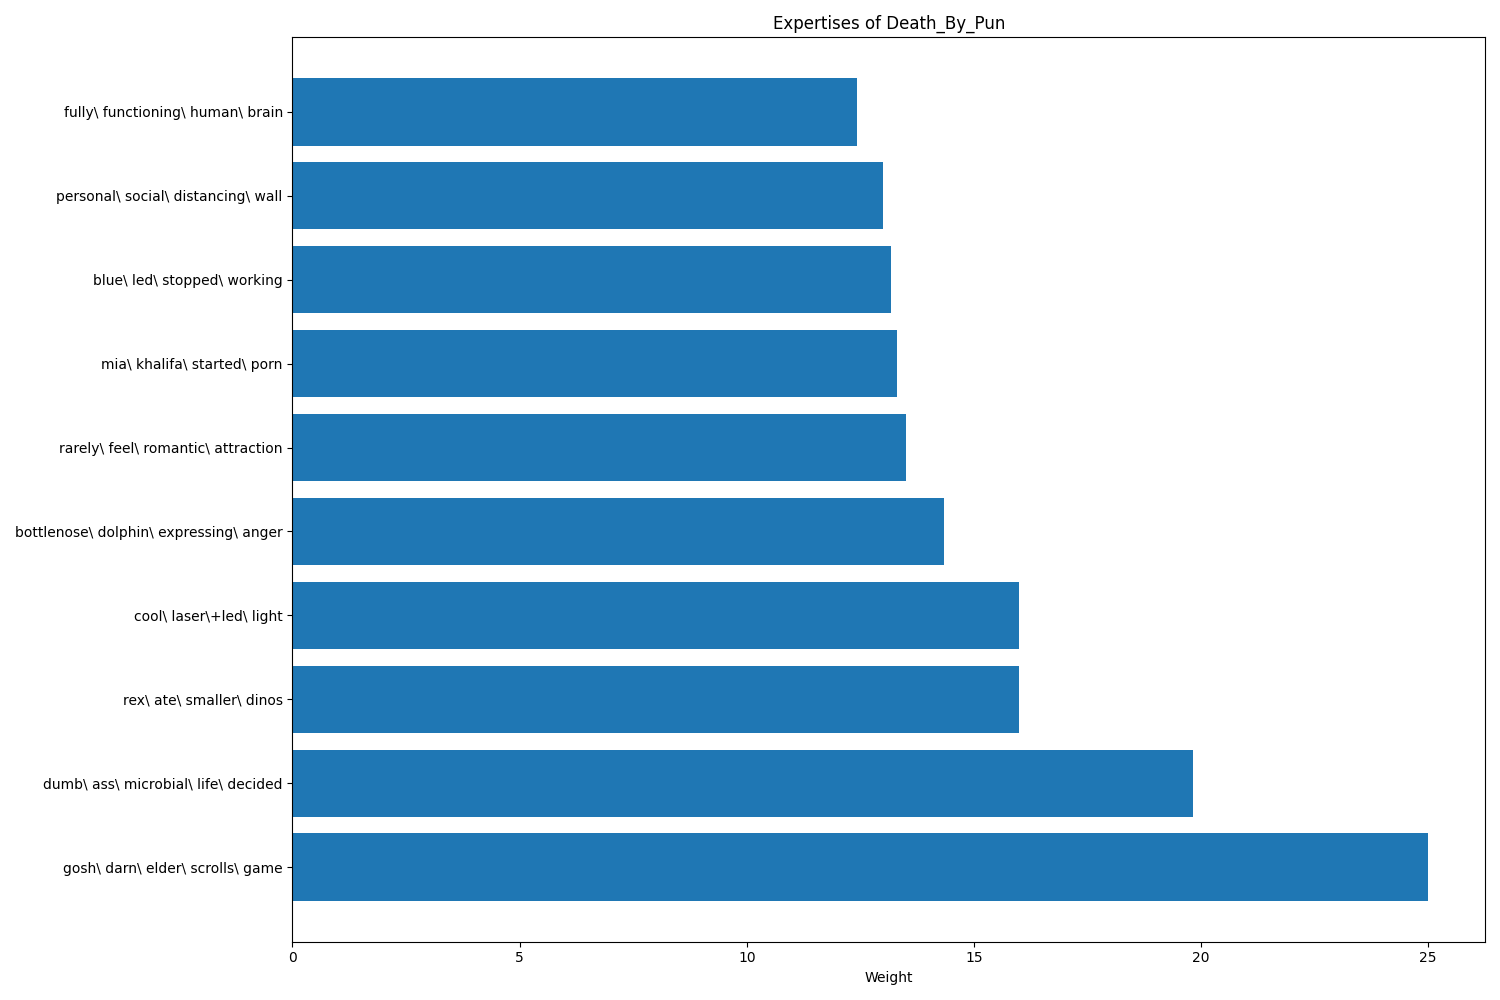 Expertises of Death_By_Pun
fully\ functioning\ human\ brain
personal\ social\ distancing\ wall
blue\ led\ stopped\ working
mia\ khalifa\ started\ porn
rarely\ feel\ romantic\ attraction
bottlenose\ dolphin\ expressing\ anger
cool\ laser\+led\ light
rex\ ate\ smaller\ dinos
dumb\ ass\ microbial\ life\ decided
gosh\ darn\ elder\ scrolls\ game
0 5 10 15 20 25
Weight